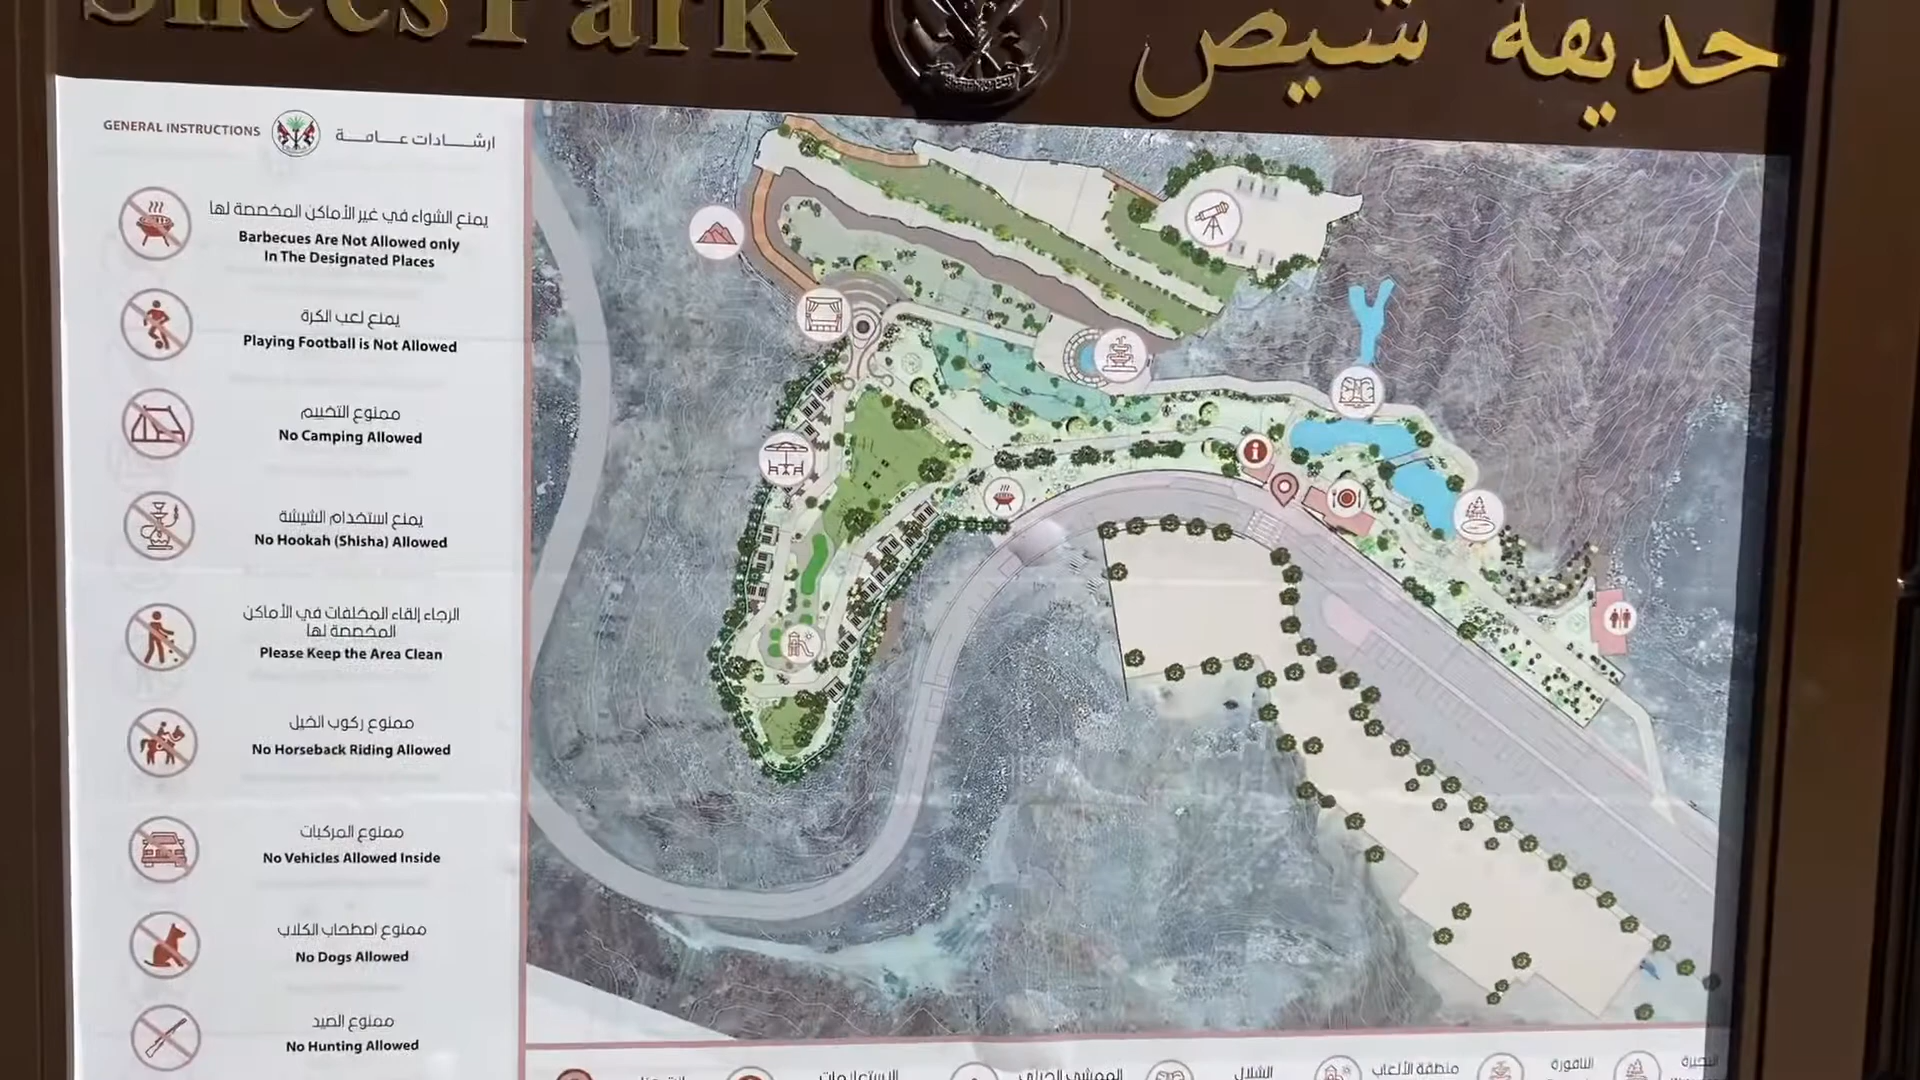 Shees Park
حديقة شيص
GENERAL INSTRUCTIONS
ارشـــادات عـامـــة
يمنع الشواء في غير الأماكن المخصصة لها
Barbecues Are Not Allowed only
In The Designated Places
يمنع لعب الكرة
Playing Football is Not Allowed
ممنوع التخييم
No Camping Allowed
يمنع استخدام الشيشة
No Hookah (Shisha) Allowed
الرجاء إلقاء المخلفات في الأماكن
المخصصة لها
Please Keep the Area Clean
ممنوع ركوب الخيل
No Horseback Riding Allowed
ممنوع المركبات
No Vehicles Allowed Inside
ممنوع اصطحاب الكلاب
No Dogs Allowed
ممنوع الصيد
No Hunting Allowed
الاستعلامات
الممشى الجبلي
الشلال
منطقة الألعاب
النافورة
البحيرة